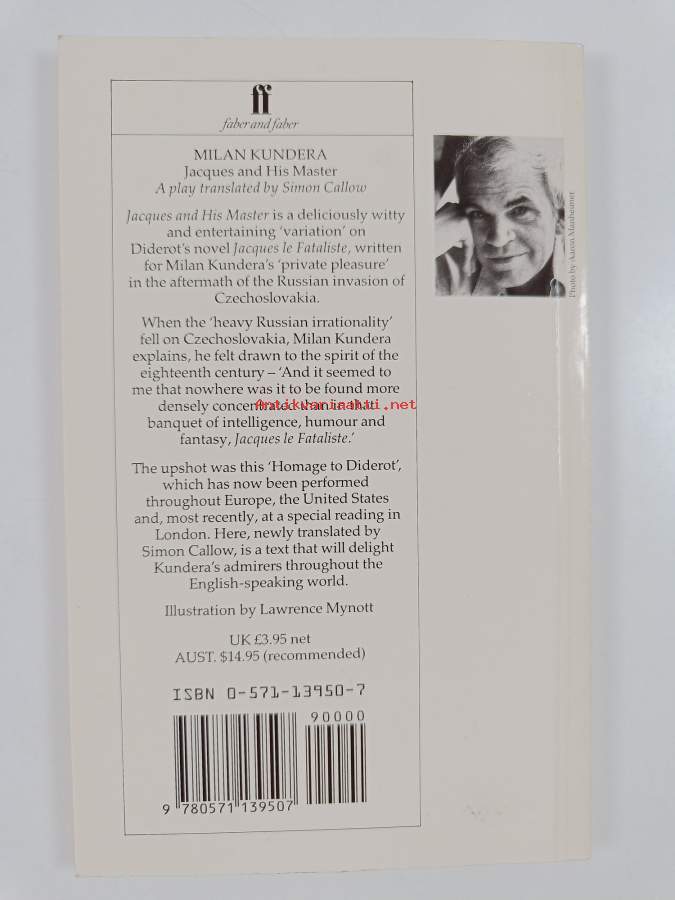 ff
faber and faber
MILAN KUNDERA
Jacques and His Master
A play translated by Simon Callow
Jacques and His Master is a deliciously witty
and entertaining ‘variation’ on
Diderot's novel Jacques le Fataliste, written
for Milan Kundera's ‘private pleasure’
in the aftermath of the Russian invasion of
Czechoslovakia.
When the ‘heavy Russian irrationality’
fell on Czechoslovakia, Milan Kundera
explains, he felt drawn to the spirit of the
eighteenth century – ‘And it seemed to
me that nowhere was it to be found more
densely concentrated than in that
banquet of intelligence, humour and
fantasy, Jacques le Fataliste.’
The upshot was this ‘Homage to Diderot’,
which has now been performed
throughout Europe, the United States
and, most recently, at a special reading in
London. Here, newly translated by
Simon Callow, is a text that will delight
Kundera's admirers throughout the
English-speaking world.
Illustration by Lawrence Mynott
UK £3.95 net
AUST. $14.95 (recommended)
ISBN 0-571-13950-7
90000
9 780571 139507
Photo by Aaron Manheimer
Antikvariaatti.net